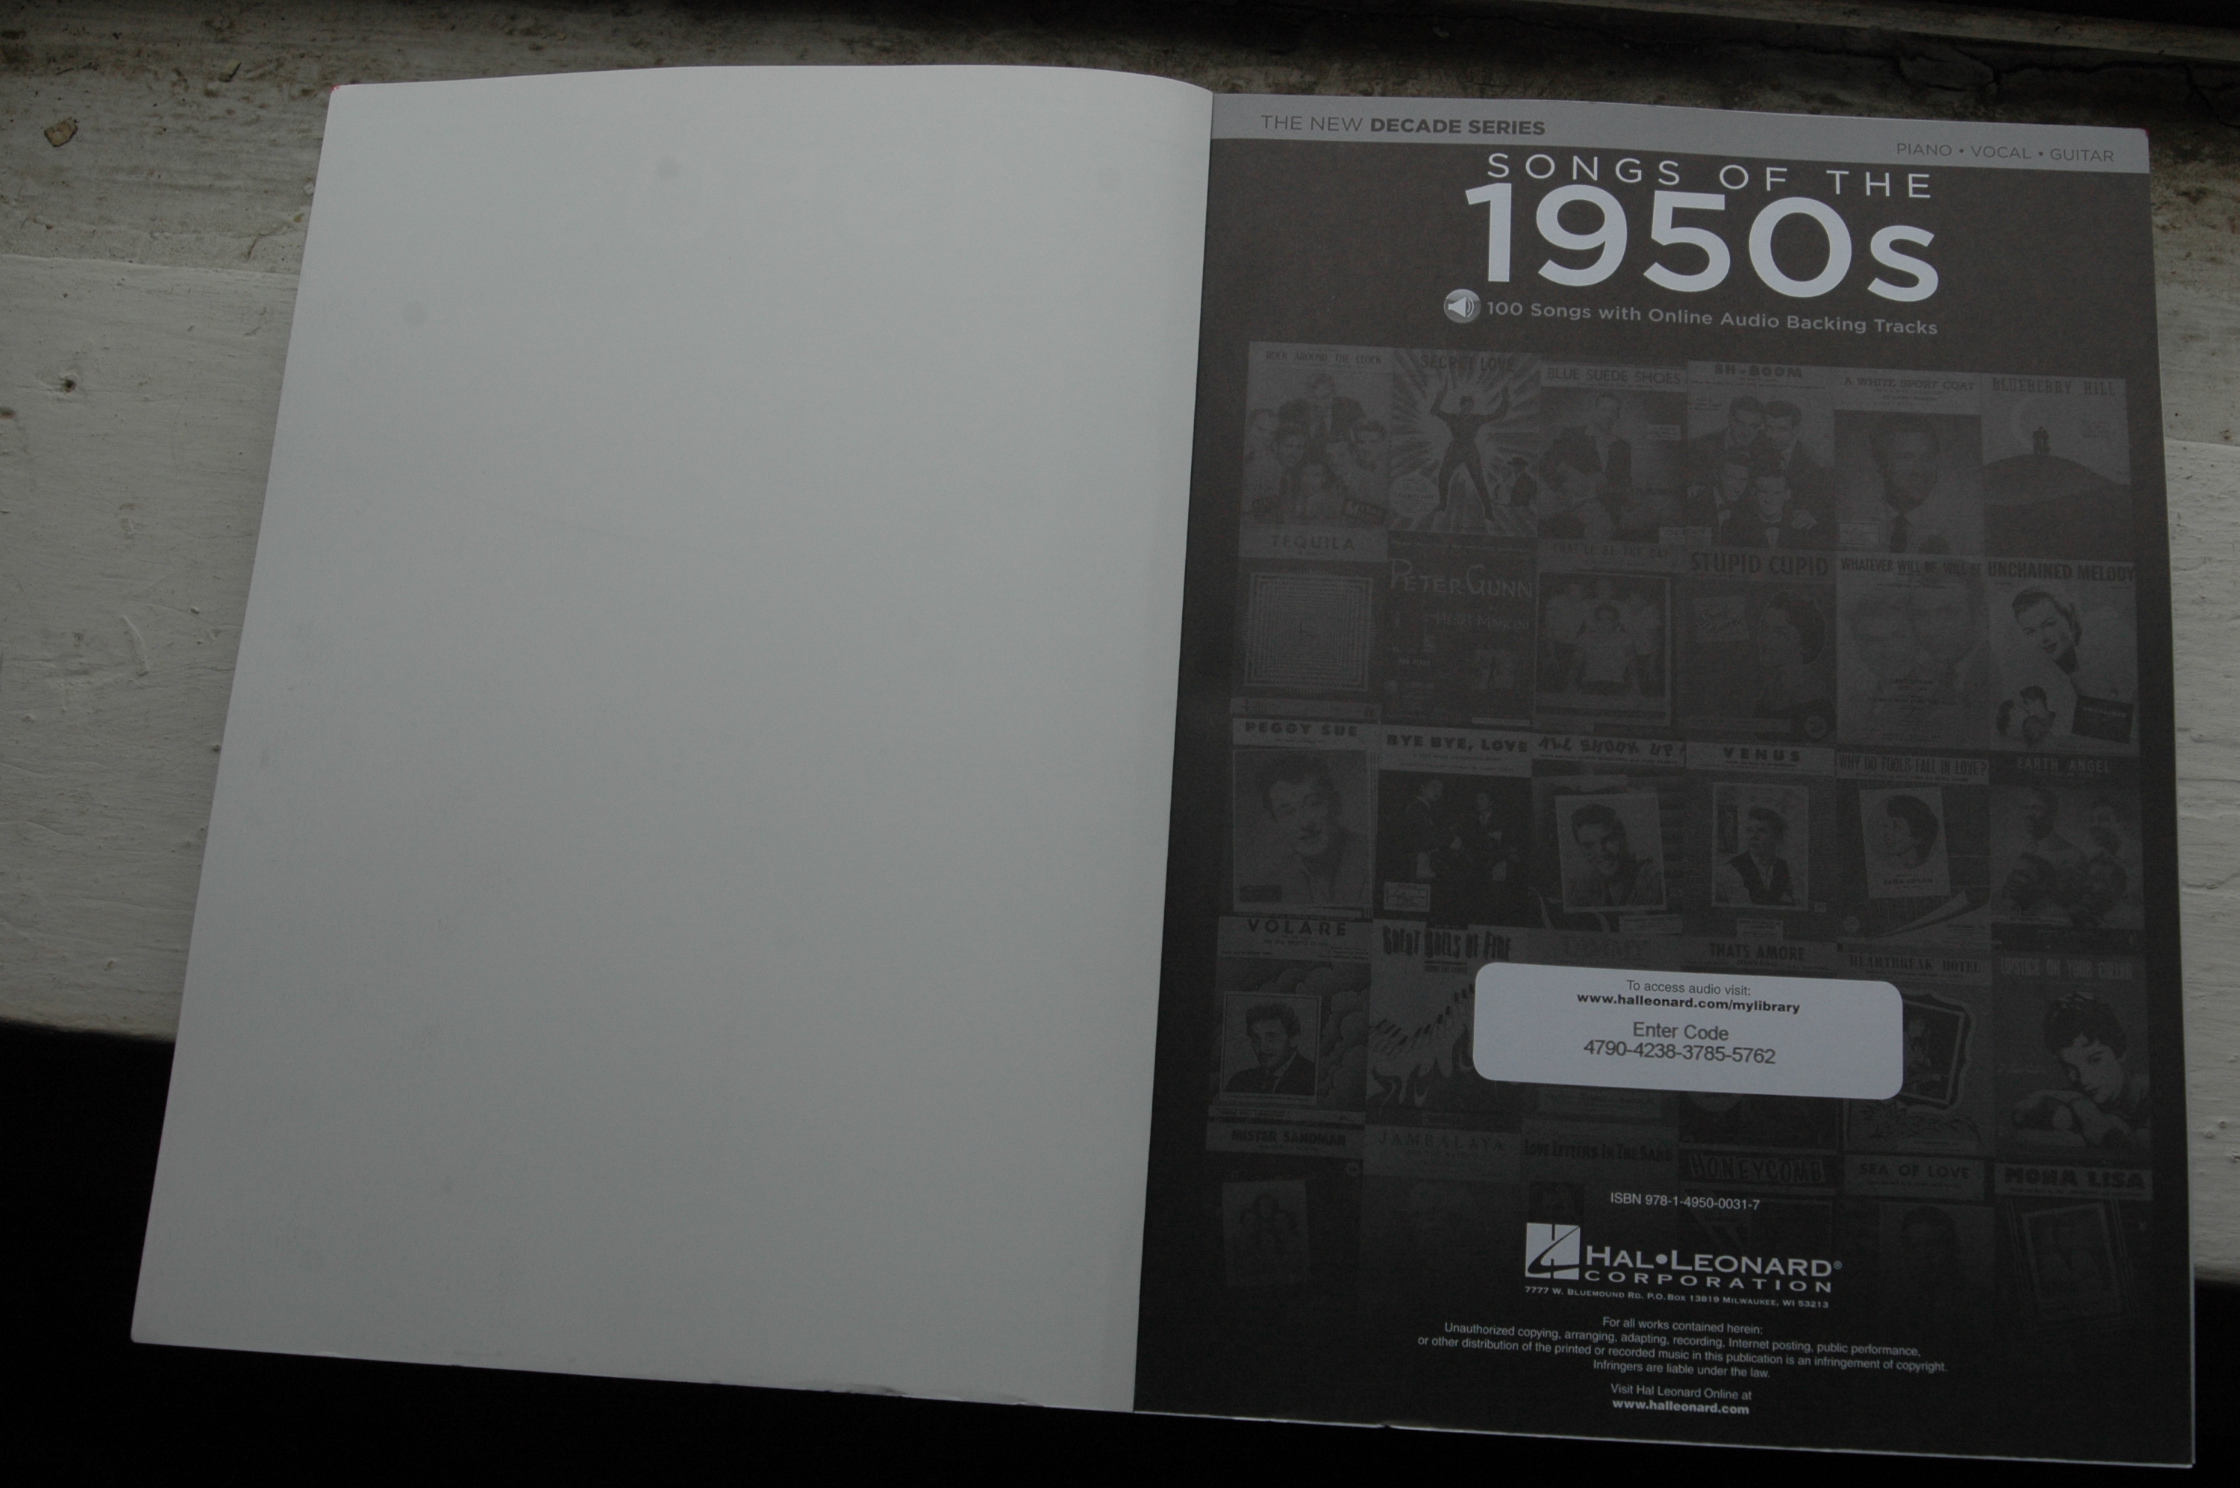 THE NEW DECADE SERIES
PIANO • VOCAL • GUITAR
SONGS OF THE
1950s
100 Songs with Online Audio Backing Tracks
ROCK AROUND THE CLOCK
SECRET LOVE
BLUE SUEDE SHOES
SH-BOOM
A WHITE SPORT COAT
BLUEBERRY HILL
TEQUILA
PETER GUNN
HENRY MANCINI
THAT'LL BE THE DAY
STUPID CUPID
WHATEVER WILL BE, WILL BE
UNCHAINED MELODY
PEGGY SUE
BYE BYE, LOVE
ALL SHOOK UP!
VENUS
WHY DO FOOLS FALL IN LOVE?
EARTH ANGEL
VOLARE
GREAT BALLS OF FIRE
THATS AMORE
HEARTBREAK HOTEL
LIPSTICK ON YOUR COLLAR
To access audio visit:
www.halleonard.com/mylibrary
Enter Code
4790-4238-3785-5762
MISTER SANDMAN
JAMBALAYA
LOVE LETTERS IN THE SAND
HONEYCOMB
SEA OF LOVE
MONA LISA
ISBN 978-1-4950-0031-7
HAL•LEONARD®
CORPORATION
7777 W. BLUEMOUND RD. P.O. BOX 13819 MILWAUKEE, WI 53213
For all works contained herein:
Unauthorized copying, arranging, adapting, recording, Internet posting, public performance,
or other distribution of the printed or recorded music in this publication is an infringement of copyright.
Infringers are liable under the law.
Visit Hal Leonard Online at
www.halleonard.com